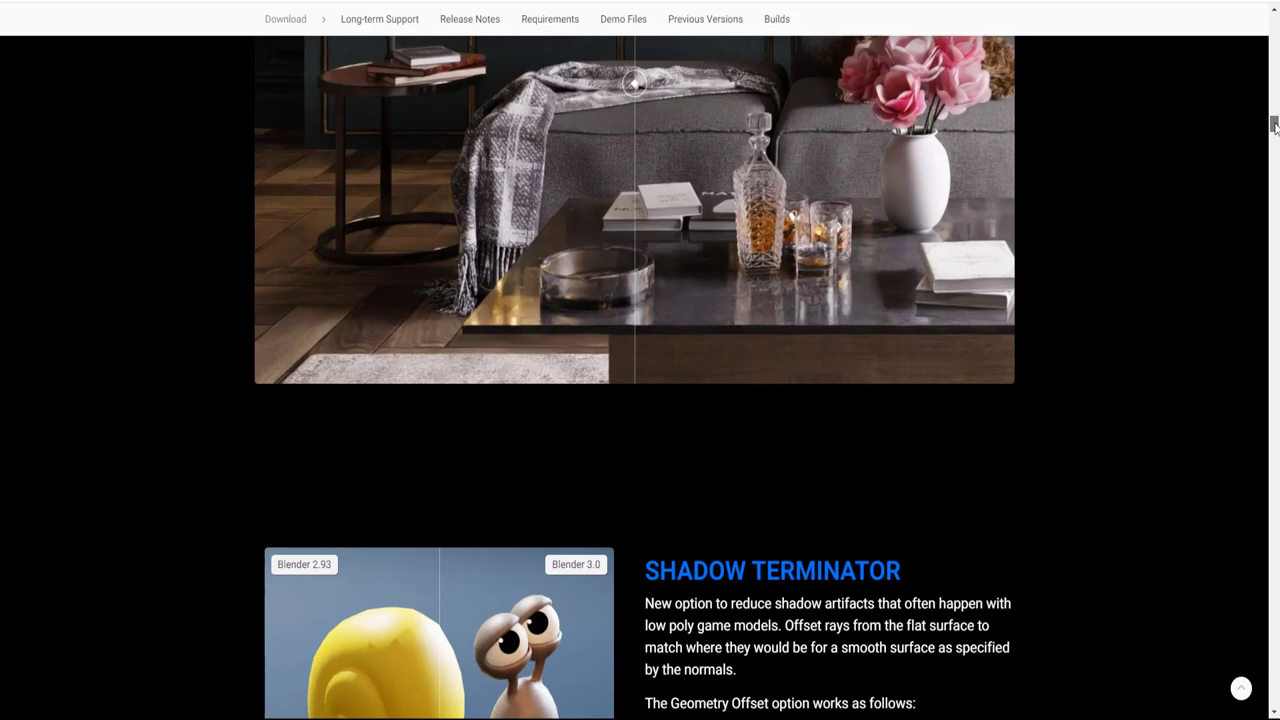 Download Long-term Support Release Notes Requirements Demo Files Previous Versions Builds
Blender 2.93
Blender 3.0
SHADOW TERMINATOR
New option to reduce shadow artifacts that often happen with
low poly game models. Offset rays from the flat surface to
match where they would be for a smooth surface as specified
by the normals.
The Geometry Offset option works as follows: